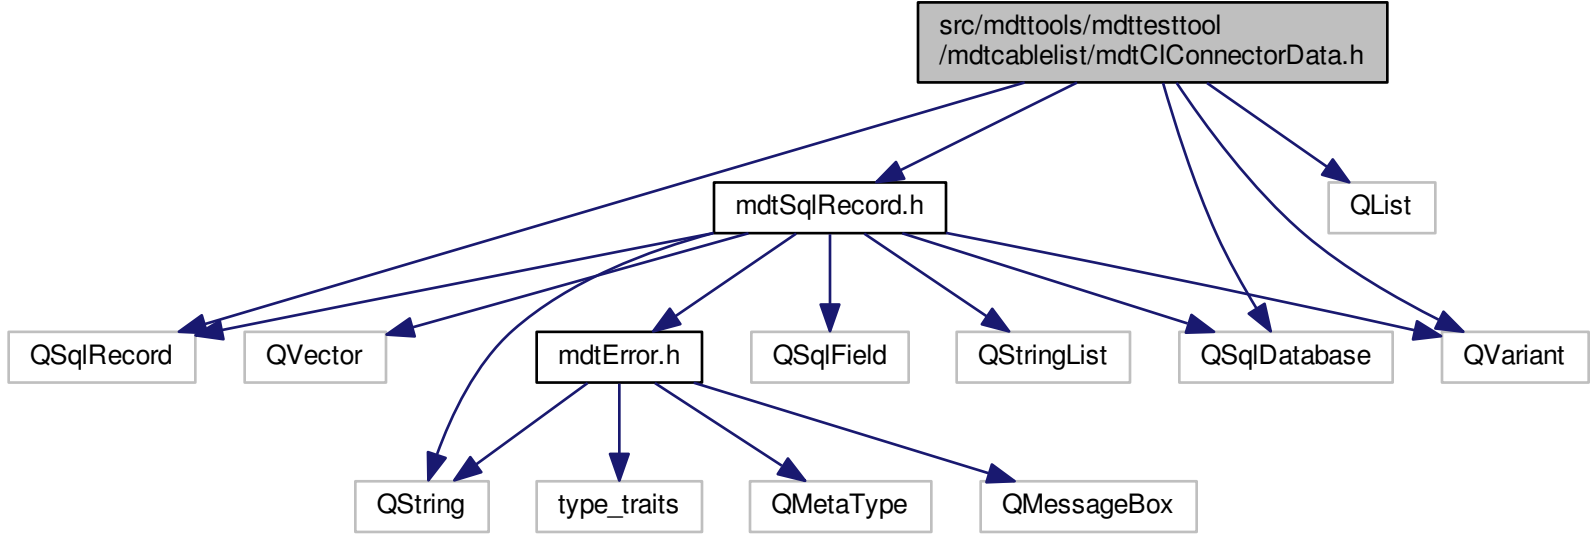 src/mdttools/mdttesttool
/mdtcablelist/mdtClConnectorData.h
mdtSqlRecord.h
QList
QSqlRecord
QVector
mdtError.h
QSqlField
QStringList
QSqlDatabase
QVariant
QString
type_traits
QMetaType
QMessageBox